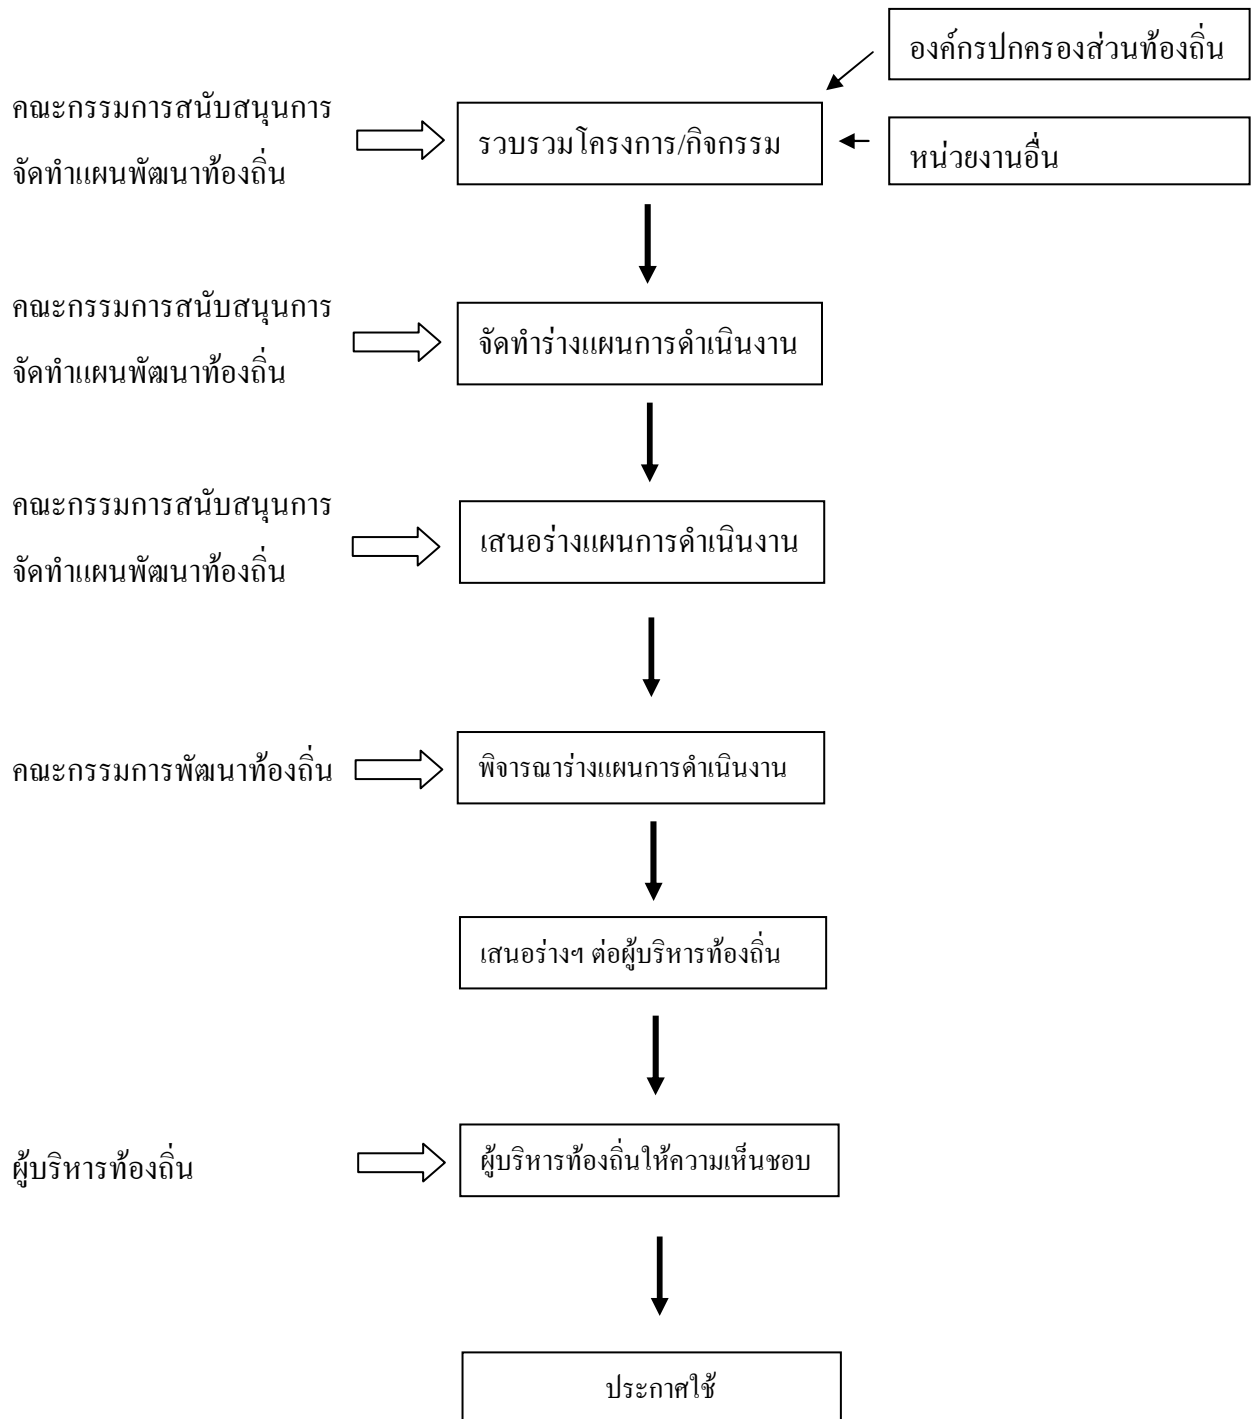 องค์กรปกครองส่วนท้องถิ่น
คณะกรรมการสนับสนุนการ
จัดทำแผนพัฒนาท้องถิ่น
รวบรวมโครงการ/กิจกรรม
หน่วยงานอื่น
คณะกรรมการสนับสนุนการ
จัดทำแผนพัฒนาท้องถิ่น
จัดทำร่างแผนการดำเนินงาน
คณะกรรมการสนับสนุนการ
จัดทำแผนพัฒนาท้องถิ่น
เสนอร่างแผนการดำเนินงาน
คณะกรรมการพัฒนาท้องถิ่น
พิจารณาร่างแผนการดำเนินงาน
เสนอร่างฯ ต่อผู้บริหารท้องถิ่น
ผู้บริหารท้องถิ่น
ผู้บริหารท้องถิ่นให้ความเห็นชอบ
ประกาศใช้